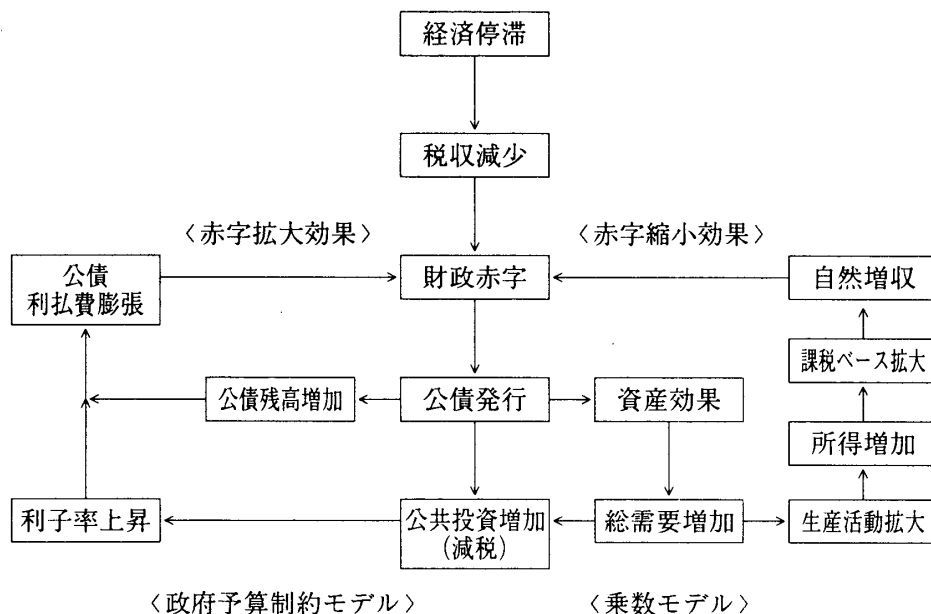 経済停滞
税収減少
〈赤字拡大効果〉
〈赤字縮小効果〉
公債
利払費膨張
財政赤字
自然増収
課税ベース拡大
公債残高増加
公債発行
資産効果
所得増加
利子率上昇
公共投資増加
(減税)
総需要増加
生産活動拡大
〈政府予算制約モデル〉
〈乗数モデル〉